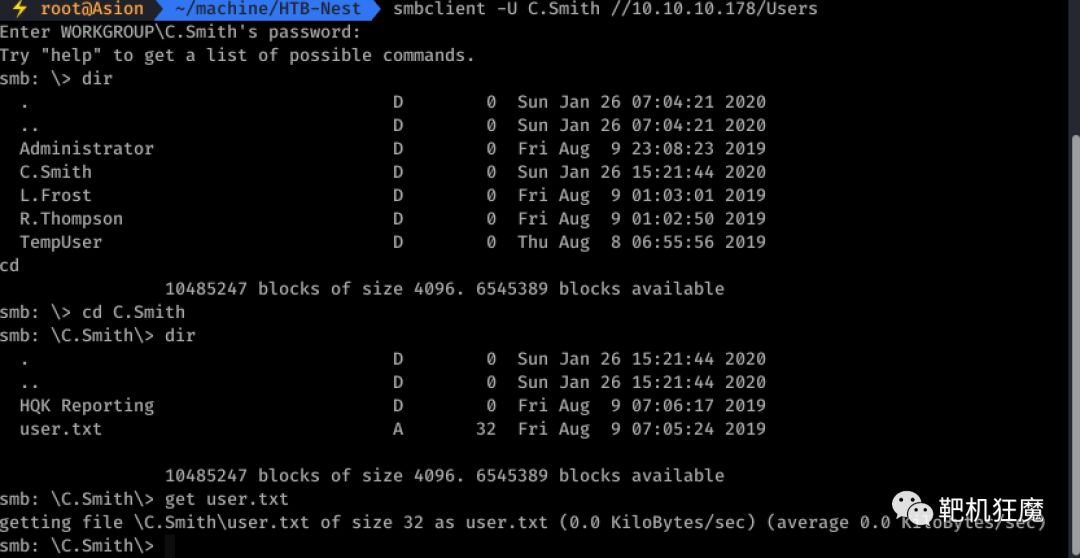 ⚡ root@Asion ~/machine/HTB-Nest smbclient -U C.Smith //10.10.10.178/Users
Enter WORKGROUP\C.Smith's password:
Try "help" to get a list of possible commands.
smb: \> dir
  .                                   D        0  Sun Jan 26 07:04:21 2020
  ..                                  D        0  Sun Jan 26 07:04:21 2020
  Administrator                       D        0  Fri Aug  9 23:08:23 2019
  C.Smith                             D        0  Sun Jan 26 15:21:44 2020
  L.Frost                             D        0  Fri Aug  9 01:03:01 2019
  R.Thompson                          D        0  Fri Aug  9 01:02:50 2019
  TempUser                            D        0  Thu Aug  8 06:55:56 2019
cd
                10485247 blocks of size 4096. 6545389 blocks available
smb: \> cd C.Smith
smb: \C.Smith\> dir
  .                                   D        0  Sun Jan 26 15:21:44 2020
  ..                                  D        0  Sun Jan 26 15:21:44 2020
  HQK Reporting                       D        0  Fri Aug  9 07:06:17 2019
  user.txt                            A       32  Fri Aug  9 07:05:24 2019
                10485247 blocks of size 4096. 6545389 blocks available
smb: \C.Smith\> get user.txt
getting file \C.Smith\user.txt of size 32 as user.txt (0.0 KiloBytes/sec) (average 0.0 KiloBytes/sec)
smb: \C.Smith\>
靶机狂魔